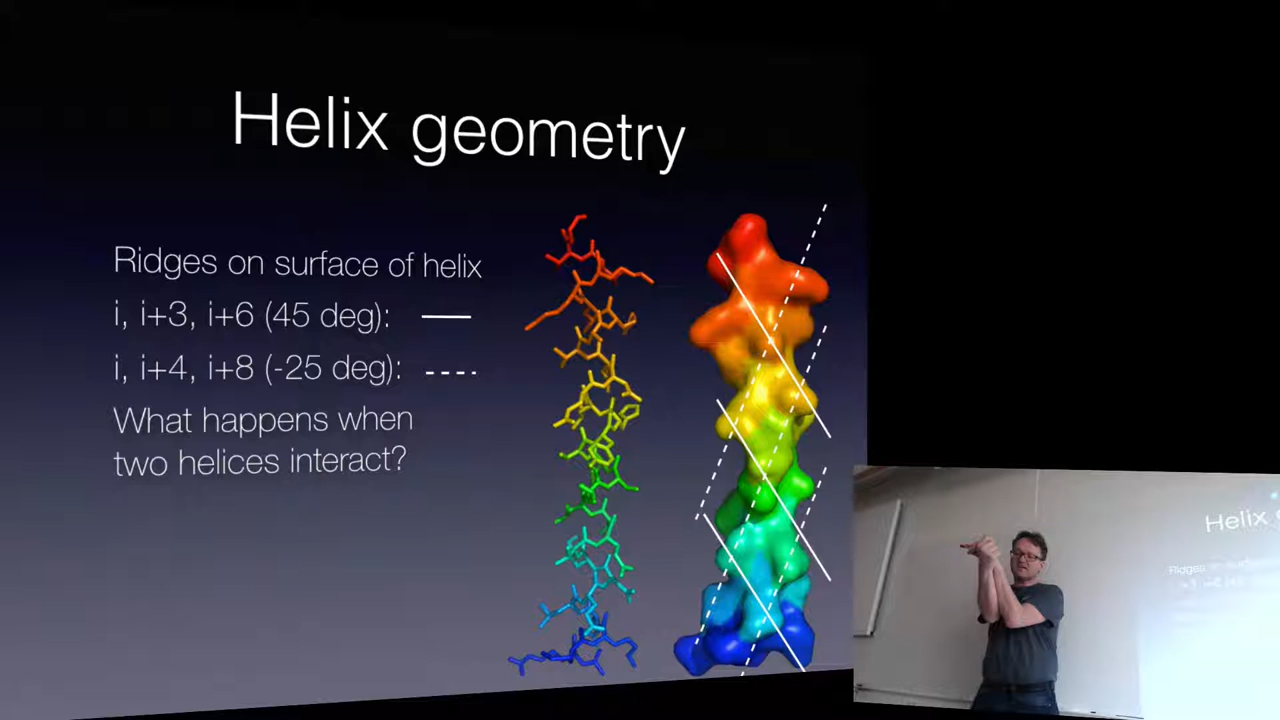 Helix geometry
Ridges on surface of helix
i, i+3, i+6 (45 deg):
i, i+4, i+8 (-25 deg):
What happens when
two helices interact?
Helix
Ridges